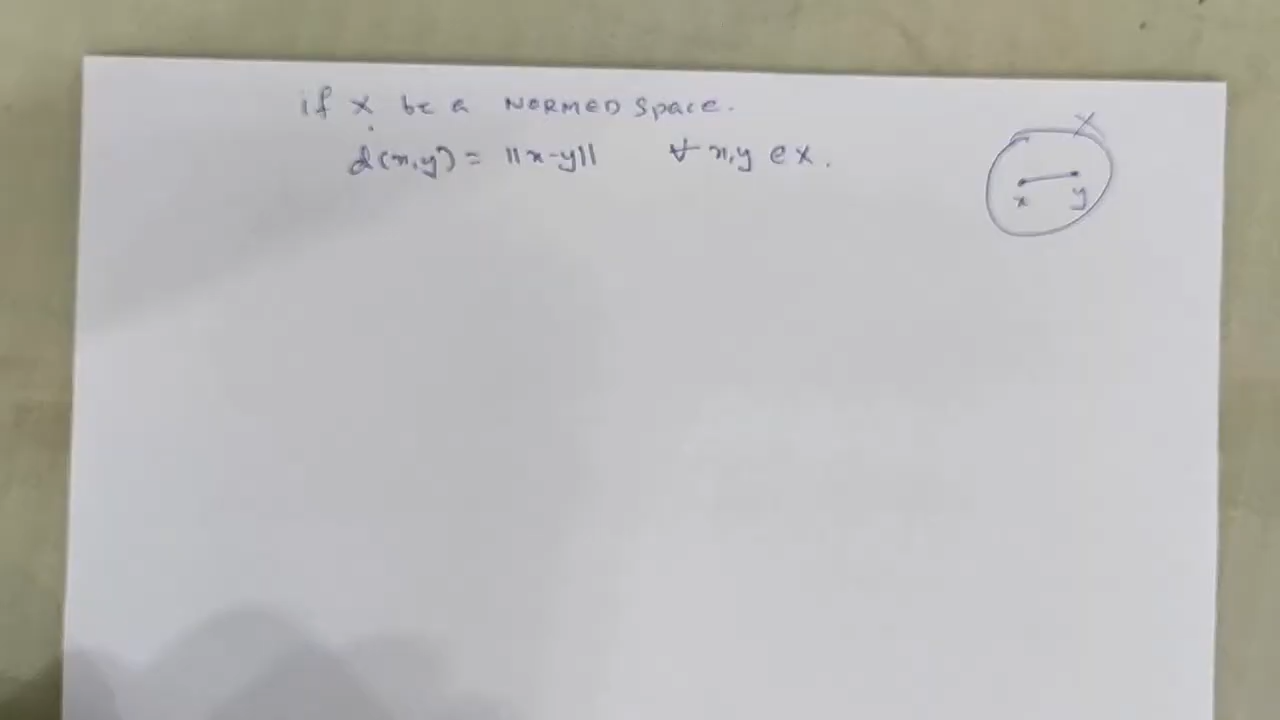 if X be a NORMED space.
d(x,y) = ||x-y|| ∀ x,y ∈ X.
X
x y